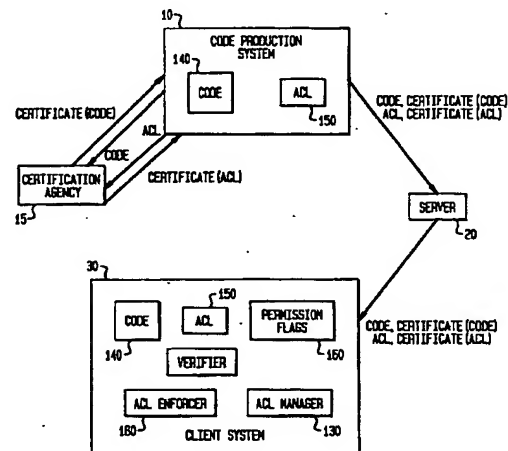 10
CODE PRODUCTION
SYSTEM
140
CODE
ACL
150
CERTIFICATE (CODE)
ACL
CODE
CERTIFICATE (ACL)
CERTIFICATION
AGENCY
15
CODE, CERTIFICATE (CODE)
ACL, CERTIFICATE (ACL)
SERVER
20
30
150
CODE
140
ACL
PERMISSION
FLAGS
160
VERIFIER
ACL ENFORCER
180
ACL MANAGER
130
CLIENT SYSTEM
CODE, CERTIFICATE (CODE)
ACL, CERTIFICATE (ACL)